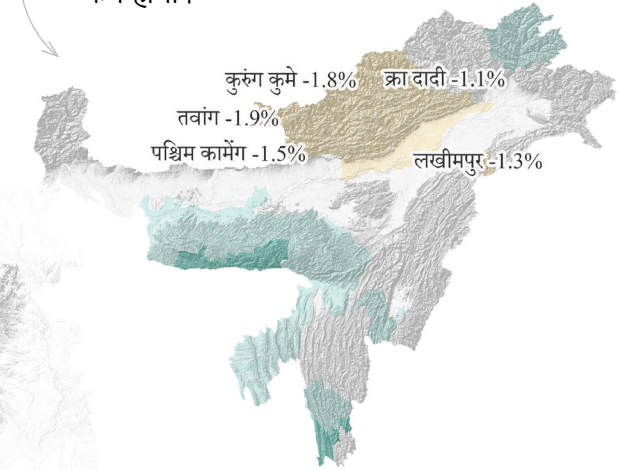 कुरुंग कुमे -1.8%
क्रा दादी -1.1%
तवांग -1.9%
पश्चिम कामेंग -1.5%
लखीमपुर -1.3%